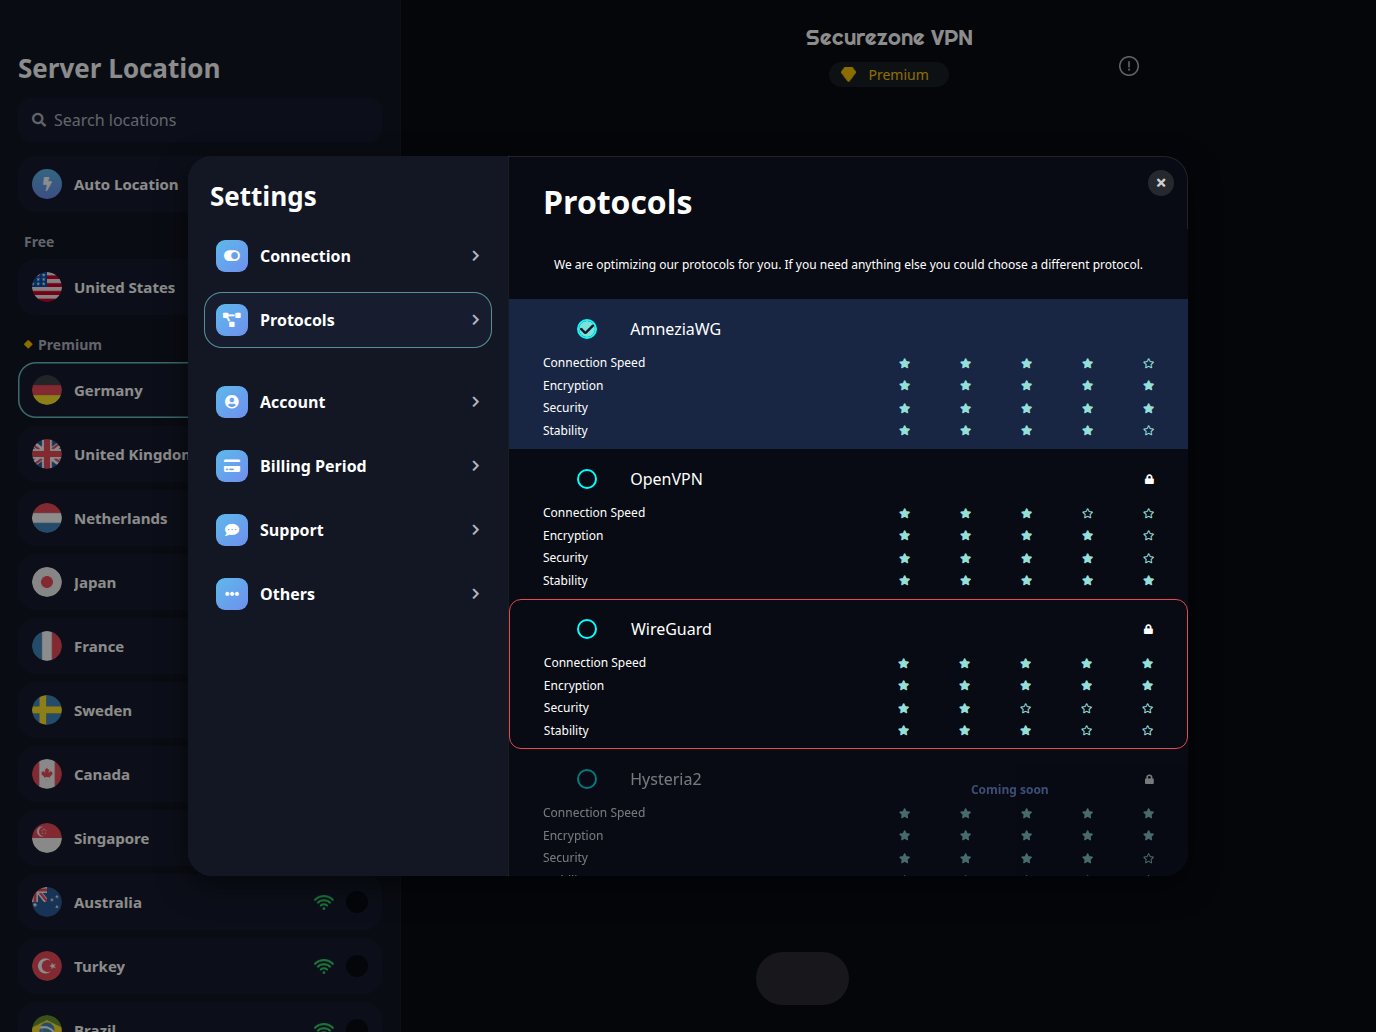 Server Location
Search locations
Auto Location
Free
United States
Premium
Germany
United Kingdom
Netherlands
Japan
France
Sweden
Canada
Singapore
Australia
Turkey
Brazil
Securezone VPN
Premium
Settings
Connection
Protocols
Account
Billing Period
Support
Others
Protocols
We are optimizing our protocols for you. If you need anything else you could choose a different protocol.
AmneziaWG
Connection Speed
Encryption
Security
Stability
OpenVPN
Connection Speed
Encryption
Security
Stability
WireGuard
Connection Speed
Encryption
Security
Stability
Hysteria2
Coming soon
Connection Speed
Encryption
Security